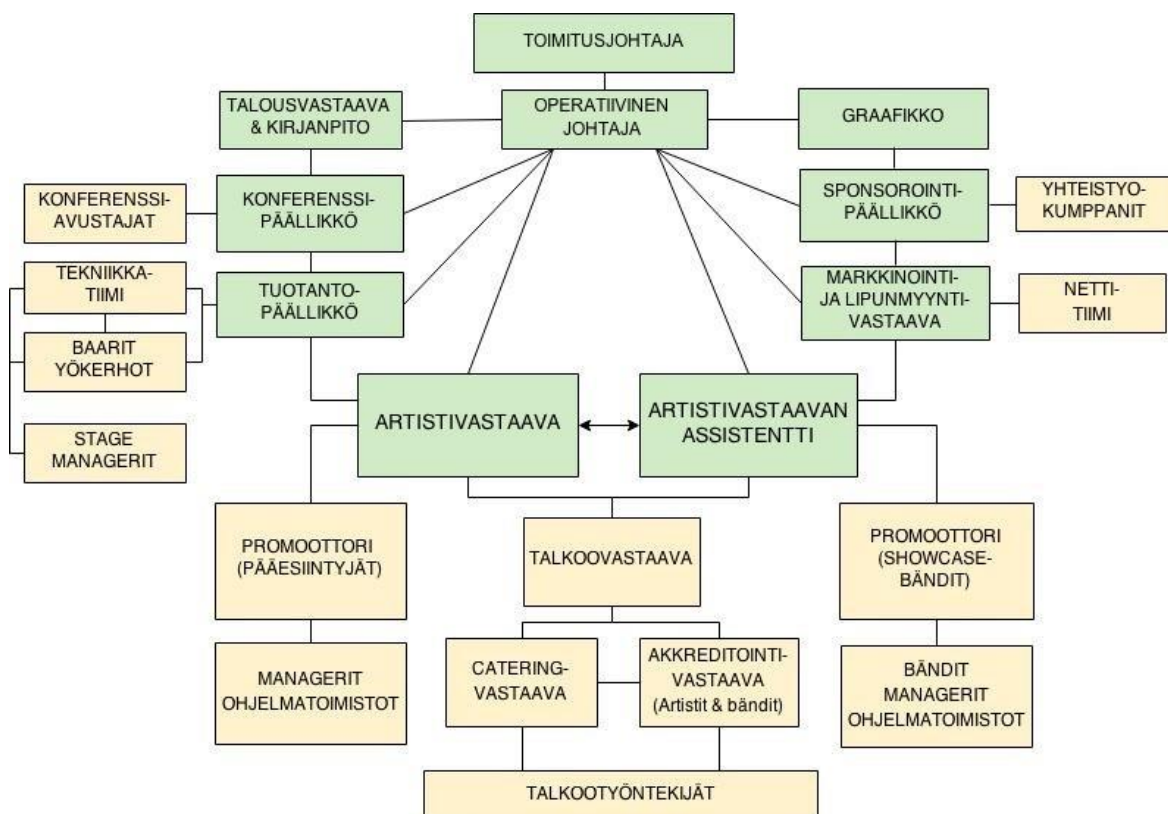 TOIMITUSJOHTAJA
TALOUSVASTAAVA
& KIRJANPITO
OPERATIIVINEN
JOHTAJA
GRAAFIKKO
KONFERENSSI-
AVUSTAJAT
KONFERENSSI-
PÄÄLLIKKÖ
SPONSOROINTI-
PÄÄLLIKKÖ
YHTEISTYO-
KUMPPANIT
TEKNIIKKA-
TIIMI
TUOTANTO-
PÄÄLLIKKÖ
MARKKINOINTI-
JA LIPUNMYYNTI-
VASTAAVA
NETTI-
TIIMI
BAARIT
YÖKERHOT
ARTISTIVASTAAVA
ARTISTIVASTAAVAN
ASSISTENTTI
STAGE
MANAGERIT
PROMOOTTORI
(PÄÄESIINTYJÄT)
TALKOOVASTAAVA
PROMOOTTORI
(SHOWCASE-
BÄNDIT)
MANAGERIT
OHJELMATOIMISTOT
CATERING-
VASTAAVA
AKKREDITOINTI-
VASTAAVA
(Artistit & bändit)
BÄNDIT
MANAGERIT
OHJELMATOIMISTOT
TALKOOTYÖNTEKIJÄT